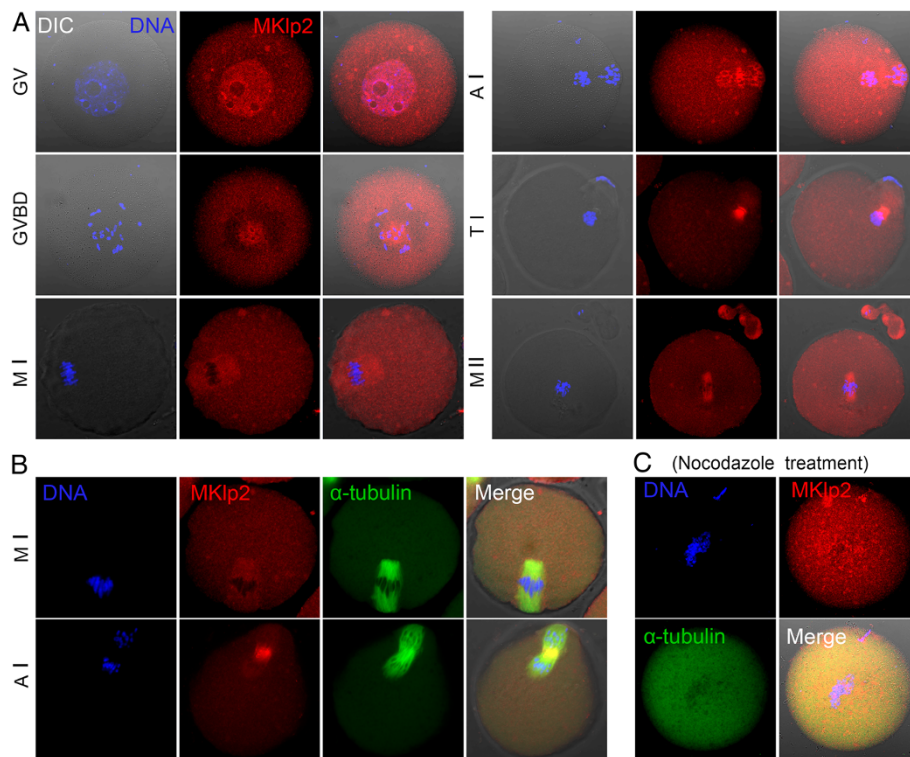 A
DIC DNA MKlp2
GV
GVBD
M I
A I
T I
M II
B
DNA MKlp2 α-tubulin Merge
M I
A I
C (Nocodazole treatment)
DNA MKlp2
α-tubulin Merge